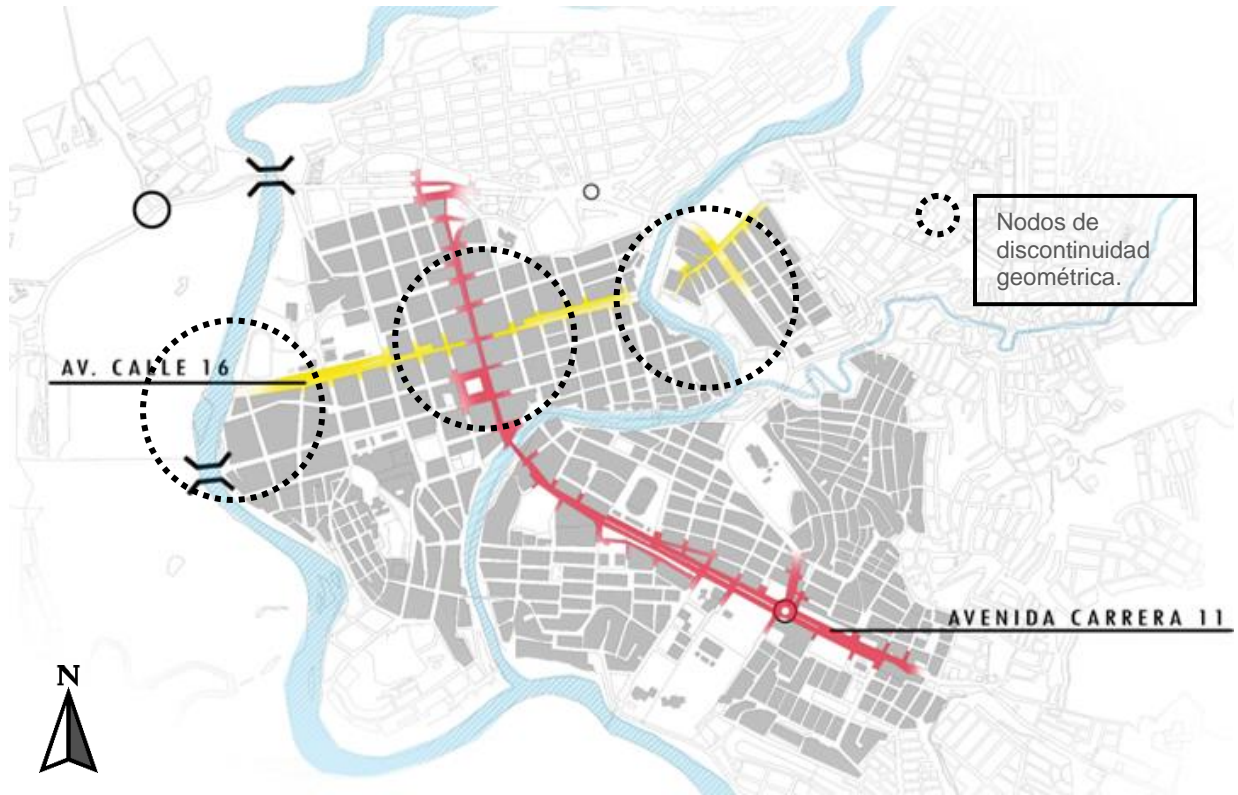 Nodos de
discontinuidad
geométrica.
AV. CALLE 16
AVENIDA CARRERA 11
N